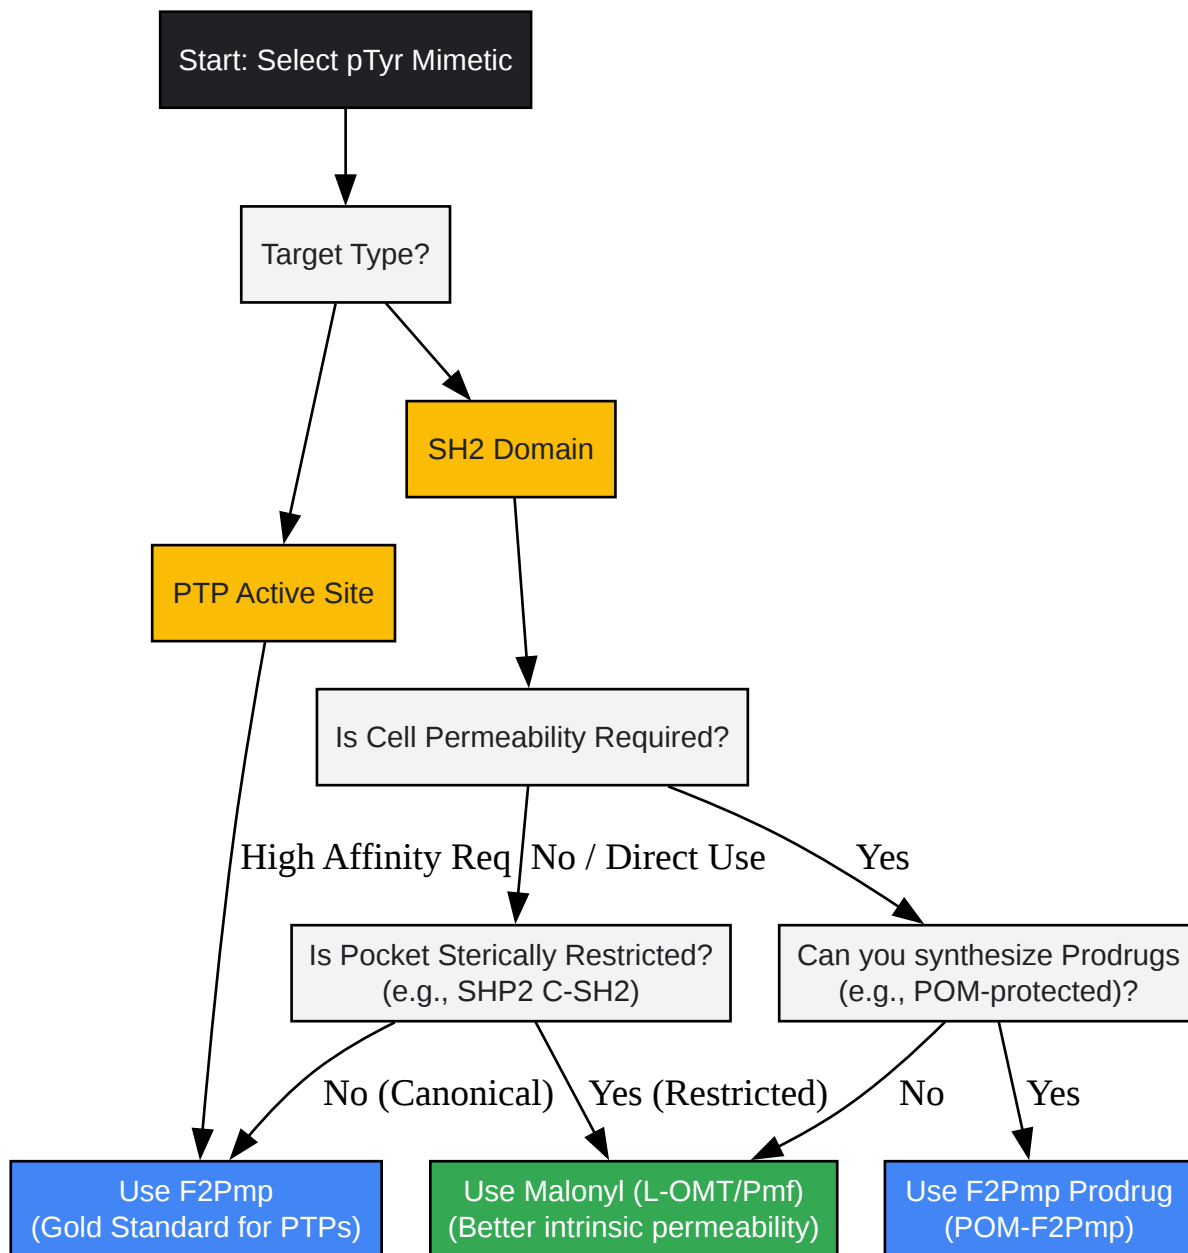 Start: Select pTyr Mimetic
Target Type?
SH2 Domain
PTP Active Site
Is Cell Permeability Required?
High Affinity Req
No / Direct Use
Yes
Is Pocket Sterically Restricted?
(e.g., SHP2 C-SH2)
Can you synthesize Prodrugs
(e.g., POM-protected)?
No (Canonical)
Yes (Restricted)
No
Yes
Use F2Pmp
(Gold Standard for PTPs)
Use Malonyl (L-OMT/Pmf)
(Better intrinsic permeability)
Use F2Pmp Prodrug
(POM-F2Pmp)